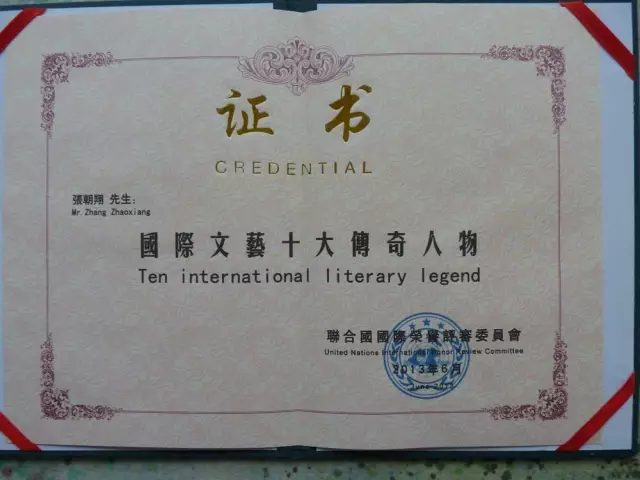 证书
CREDENTIAL
張朝翔 先生:
Mr. Zhang Zhaoxiang
國際文藝十大傳奇人物
Ten international literary legend
聯合國國際榮譽評審委員會
United Nations International Honor Review Committee
2013年6月
June 2013